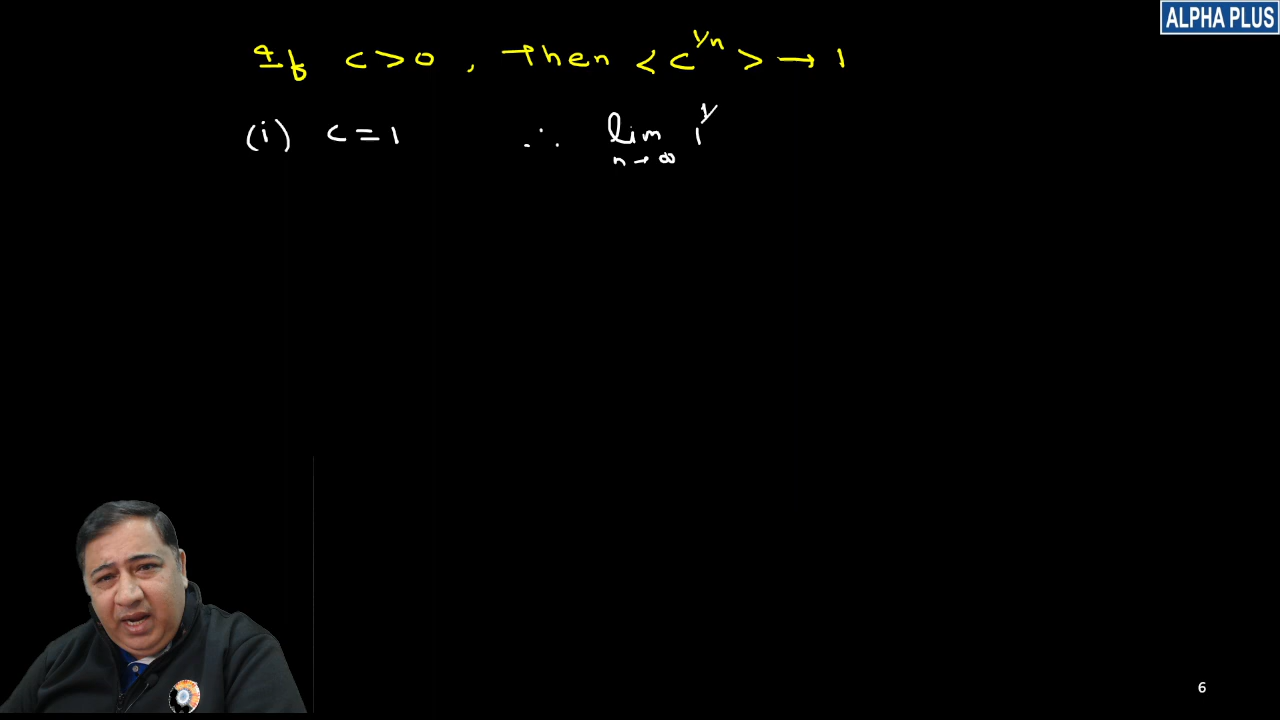 ALPHA PLUS
If c > 0 , Then < c^{1/n} > → 1
(i) c = 1 ∴ lim_{n→∞} 1^{1/}
6